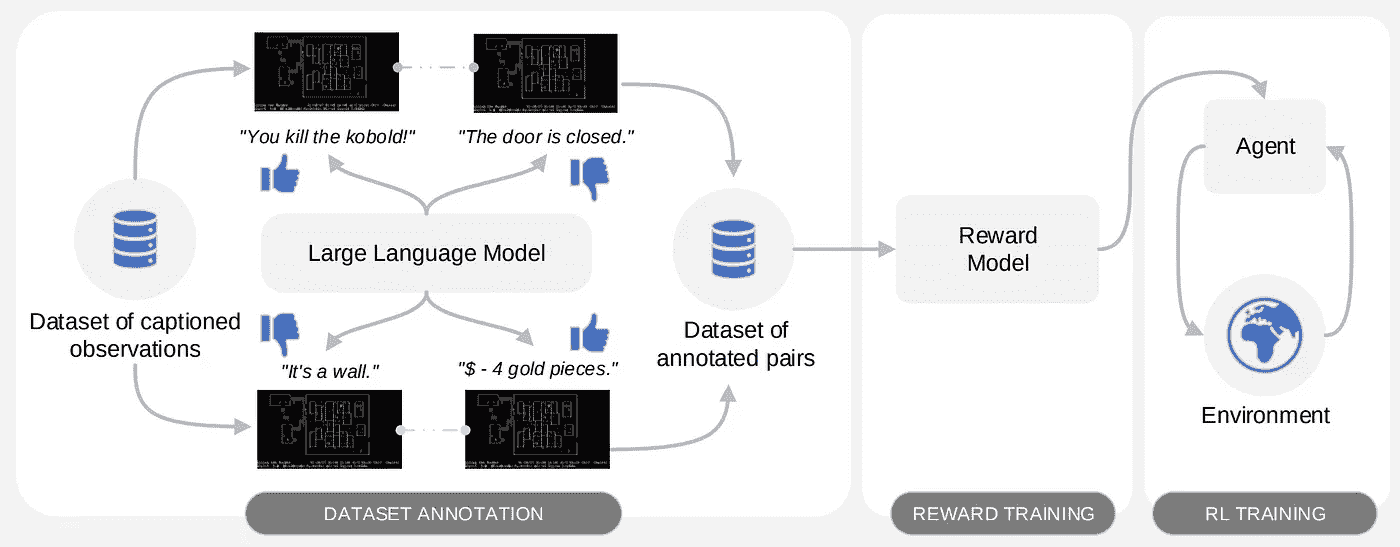 "You kill the kobold!"
"The door is closed."
Large Language Model
Dataset of captioned
observations
"It's a wall."
"$ - 4 gold pieces."
Dataset of
annotated pairs
DATASET ANNOTATION
Reward
Model
REWARD TRAINING
Agent
Environment
RL TRAINING